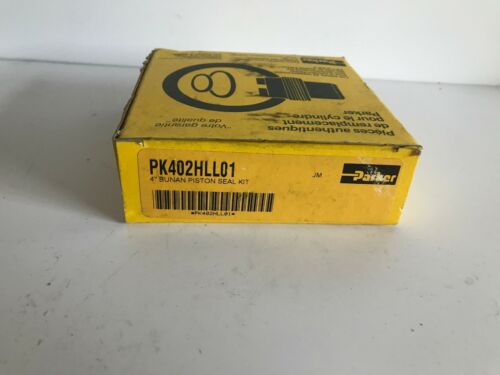 Parker
Votre garantie
de qualité
Pièces authentiques
de remplacement
pour le cylindre
Parker
PK402HLL01
4" BUNAN PISTON SEAL KIT
JM
Parker
*PK402HLL01*